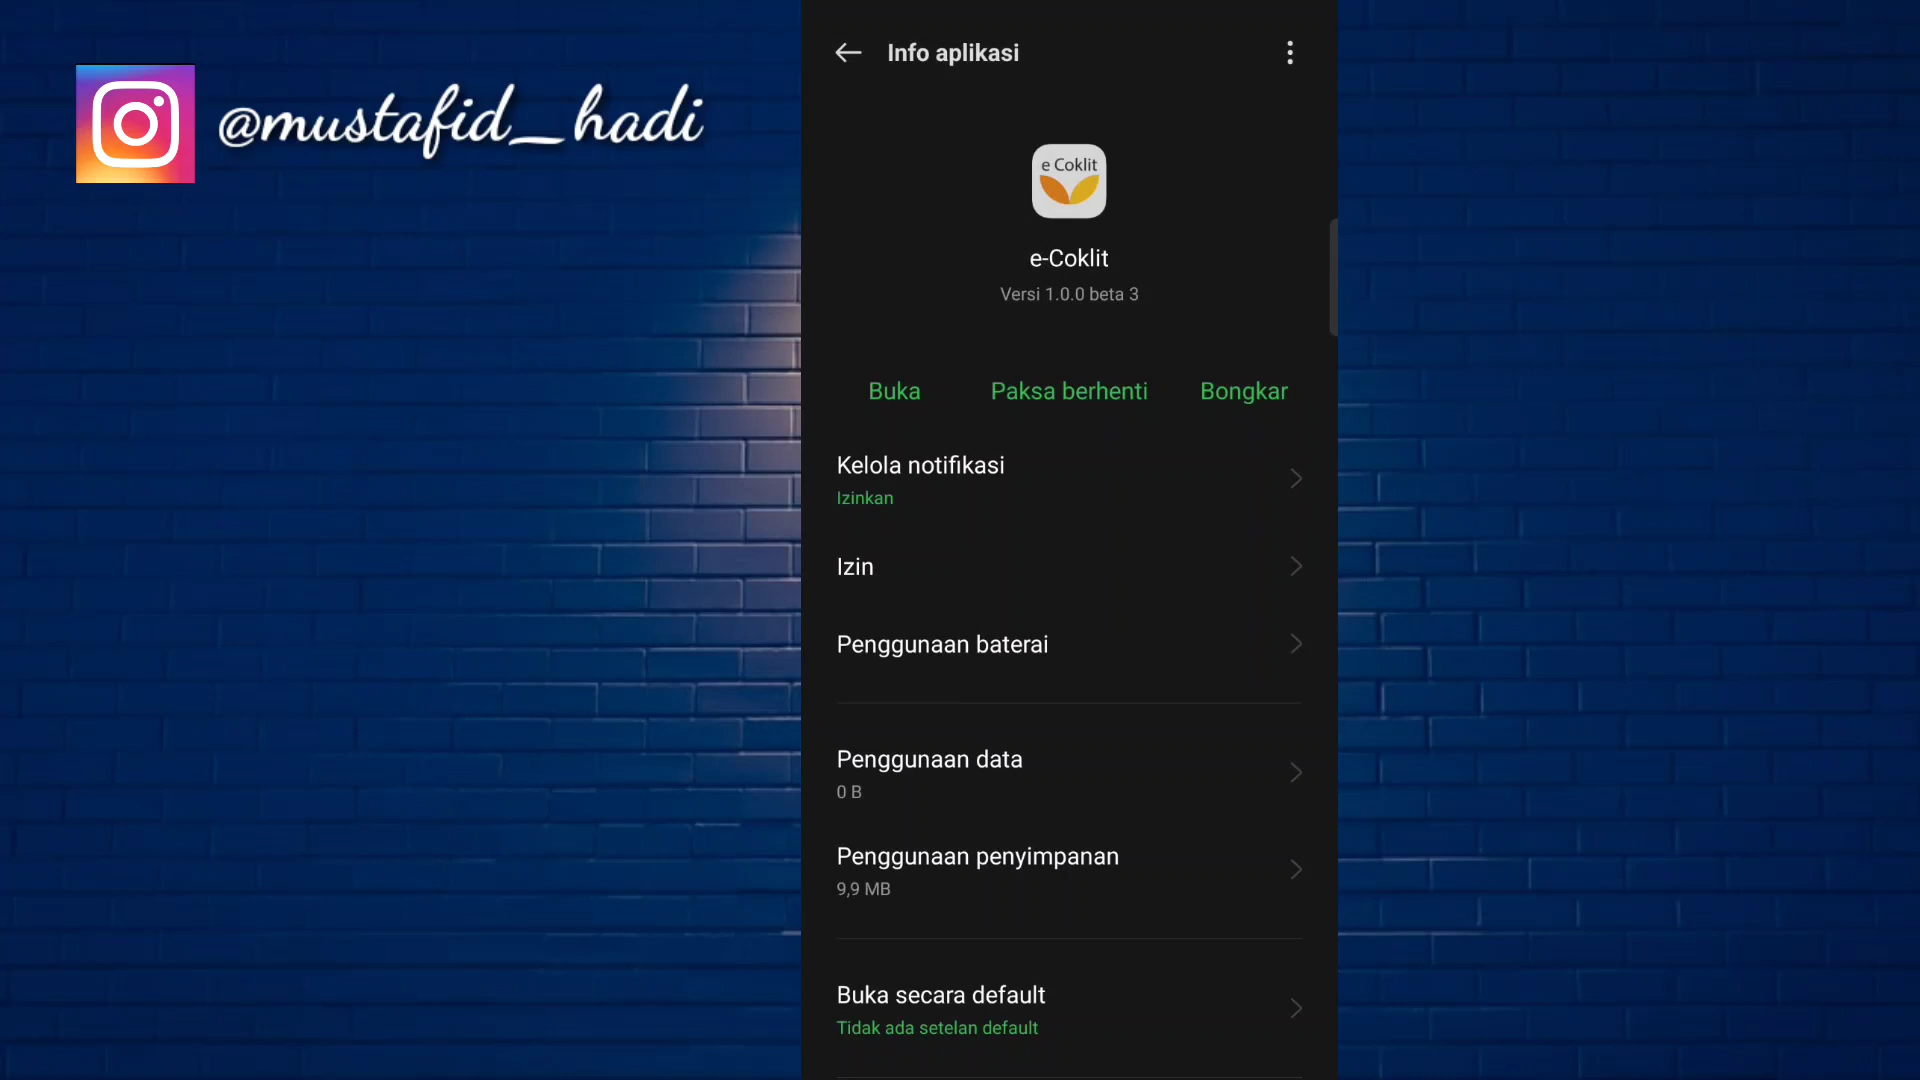 @mustafid_hadi
Info aplikasi
e Coklit
e-Coklit
Versi 1.0.0 beta 3
Buka Paksa berhenti Bongkar
Kelola notifikasi
Izinkan
Izin
Penggunaan baterai
Penggunaan data
0 B
Penggunaan penyimpanan
9,9 MB
Buka secara default
Tidak ada setelan default